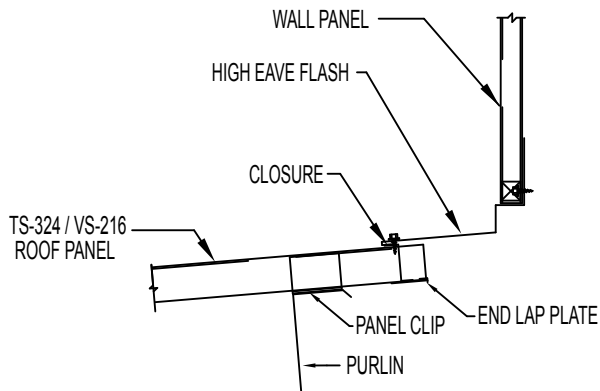 WALL PANEL
HIGH EAVE FLASH
CLOSURE
TS-324 / VS-216
ROOF PANEL
END LAP PLATE
PANEL CLIP
PURLIN